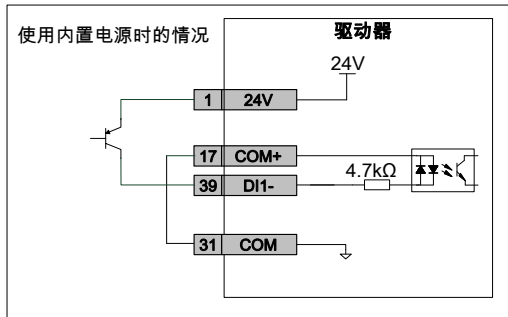 使用内置电源时的情况
驱动器
24V
1 24V
17 COM+
4.7kΩ
39 DI1-
31 COM